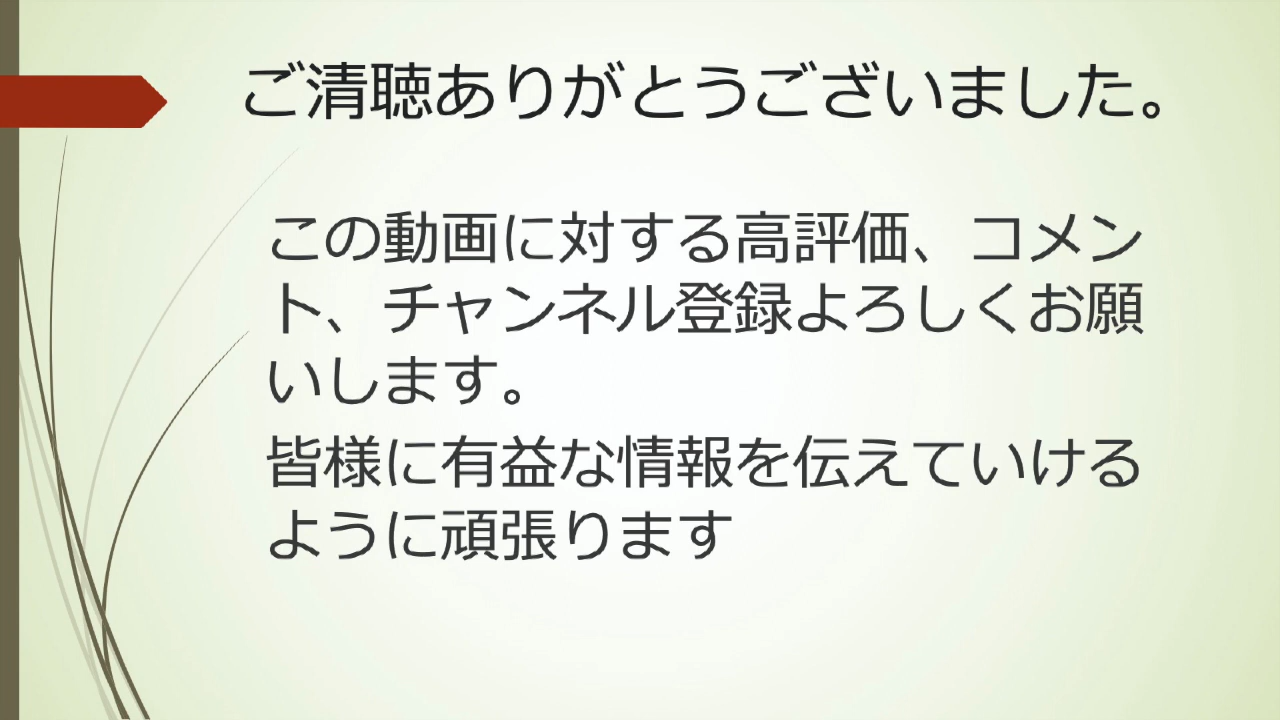 ご清聴ありがとうございました。
この動画に対する高評価、コメン
ト、チャンネル登録よろしくお願
いします。
皆様に有益な情報を伝えていける
ように頑張ります